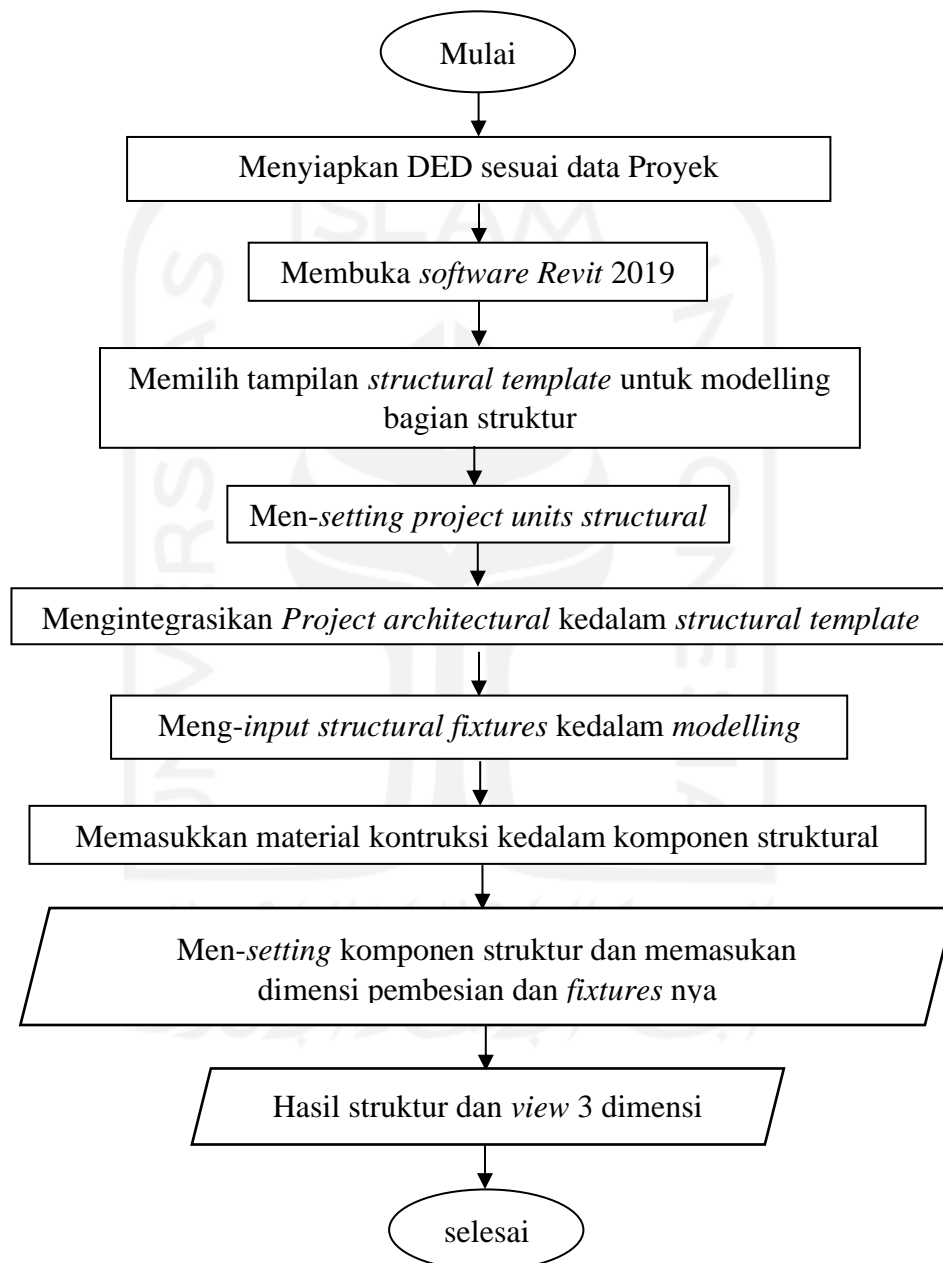 Mulai
Menyiapkan DED sesuai data Proyek
Membuka software Revit 2019
Memilih tampilan structural template untuk modelling
bagian struktur
Men-setting project units structural
Mengintegrasikan Project architectural kedalam structural template
Meng-input structural fixtures kedalam modelling
Memasukkan material kontruksi kedalam komponen struktural
Men-setting komponen struktur dan memasukan
dimensi pembesian dan fixtures nya
Hasil struktur dan view 3 dimensi
selesai